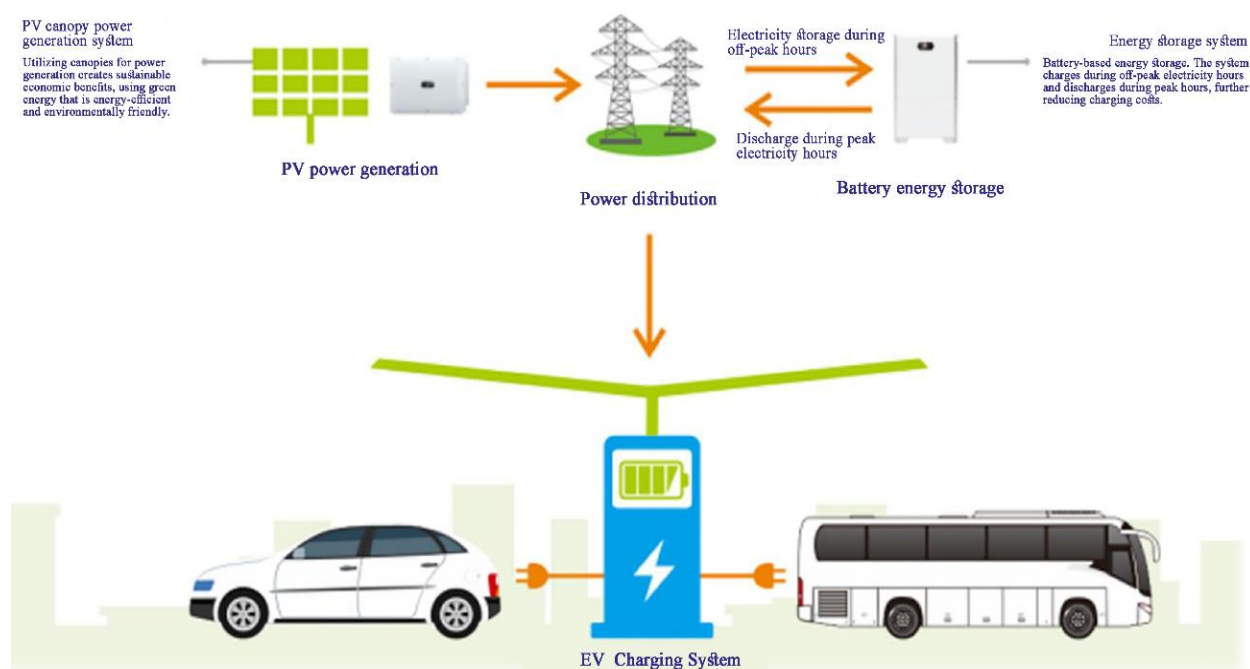 PV canopy power
generation system
Utilizing canopies for power
generation creates sustainable
economic benefits, using green
energy that is energy-efficient
and environmentally friendly.
PV power generation
Power distribution
Electricity storage during
off-peak hours
Discharge during peak
electricity hours
Battery energy storage
Energy storage system
Battery-based energy storage. The system
charges during off-peak electricity hours
and discharges during peak hours, further
reducing charging costs.
EV Charging System